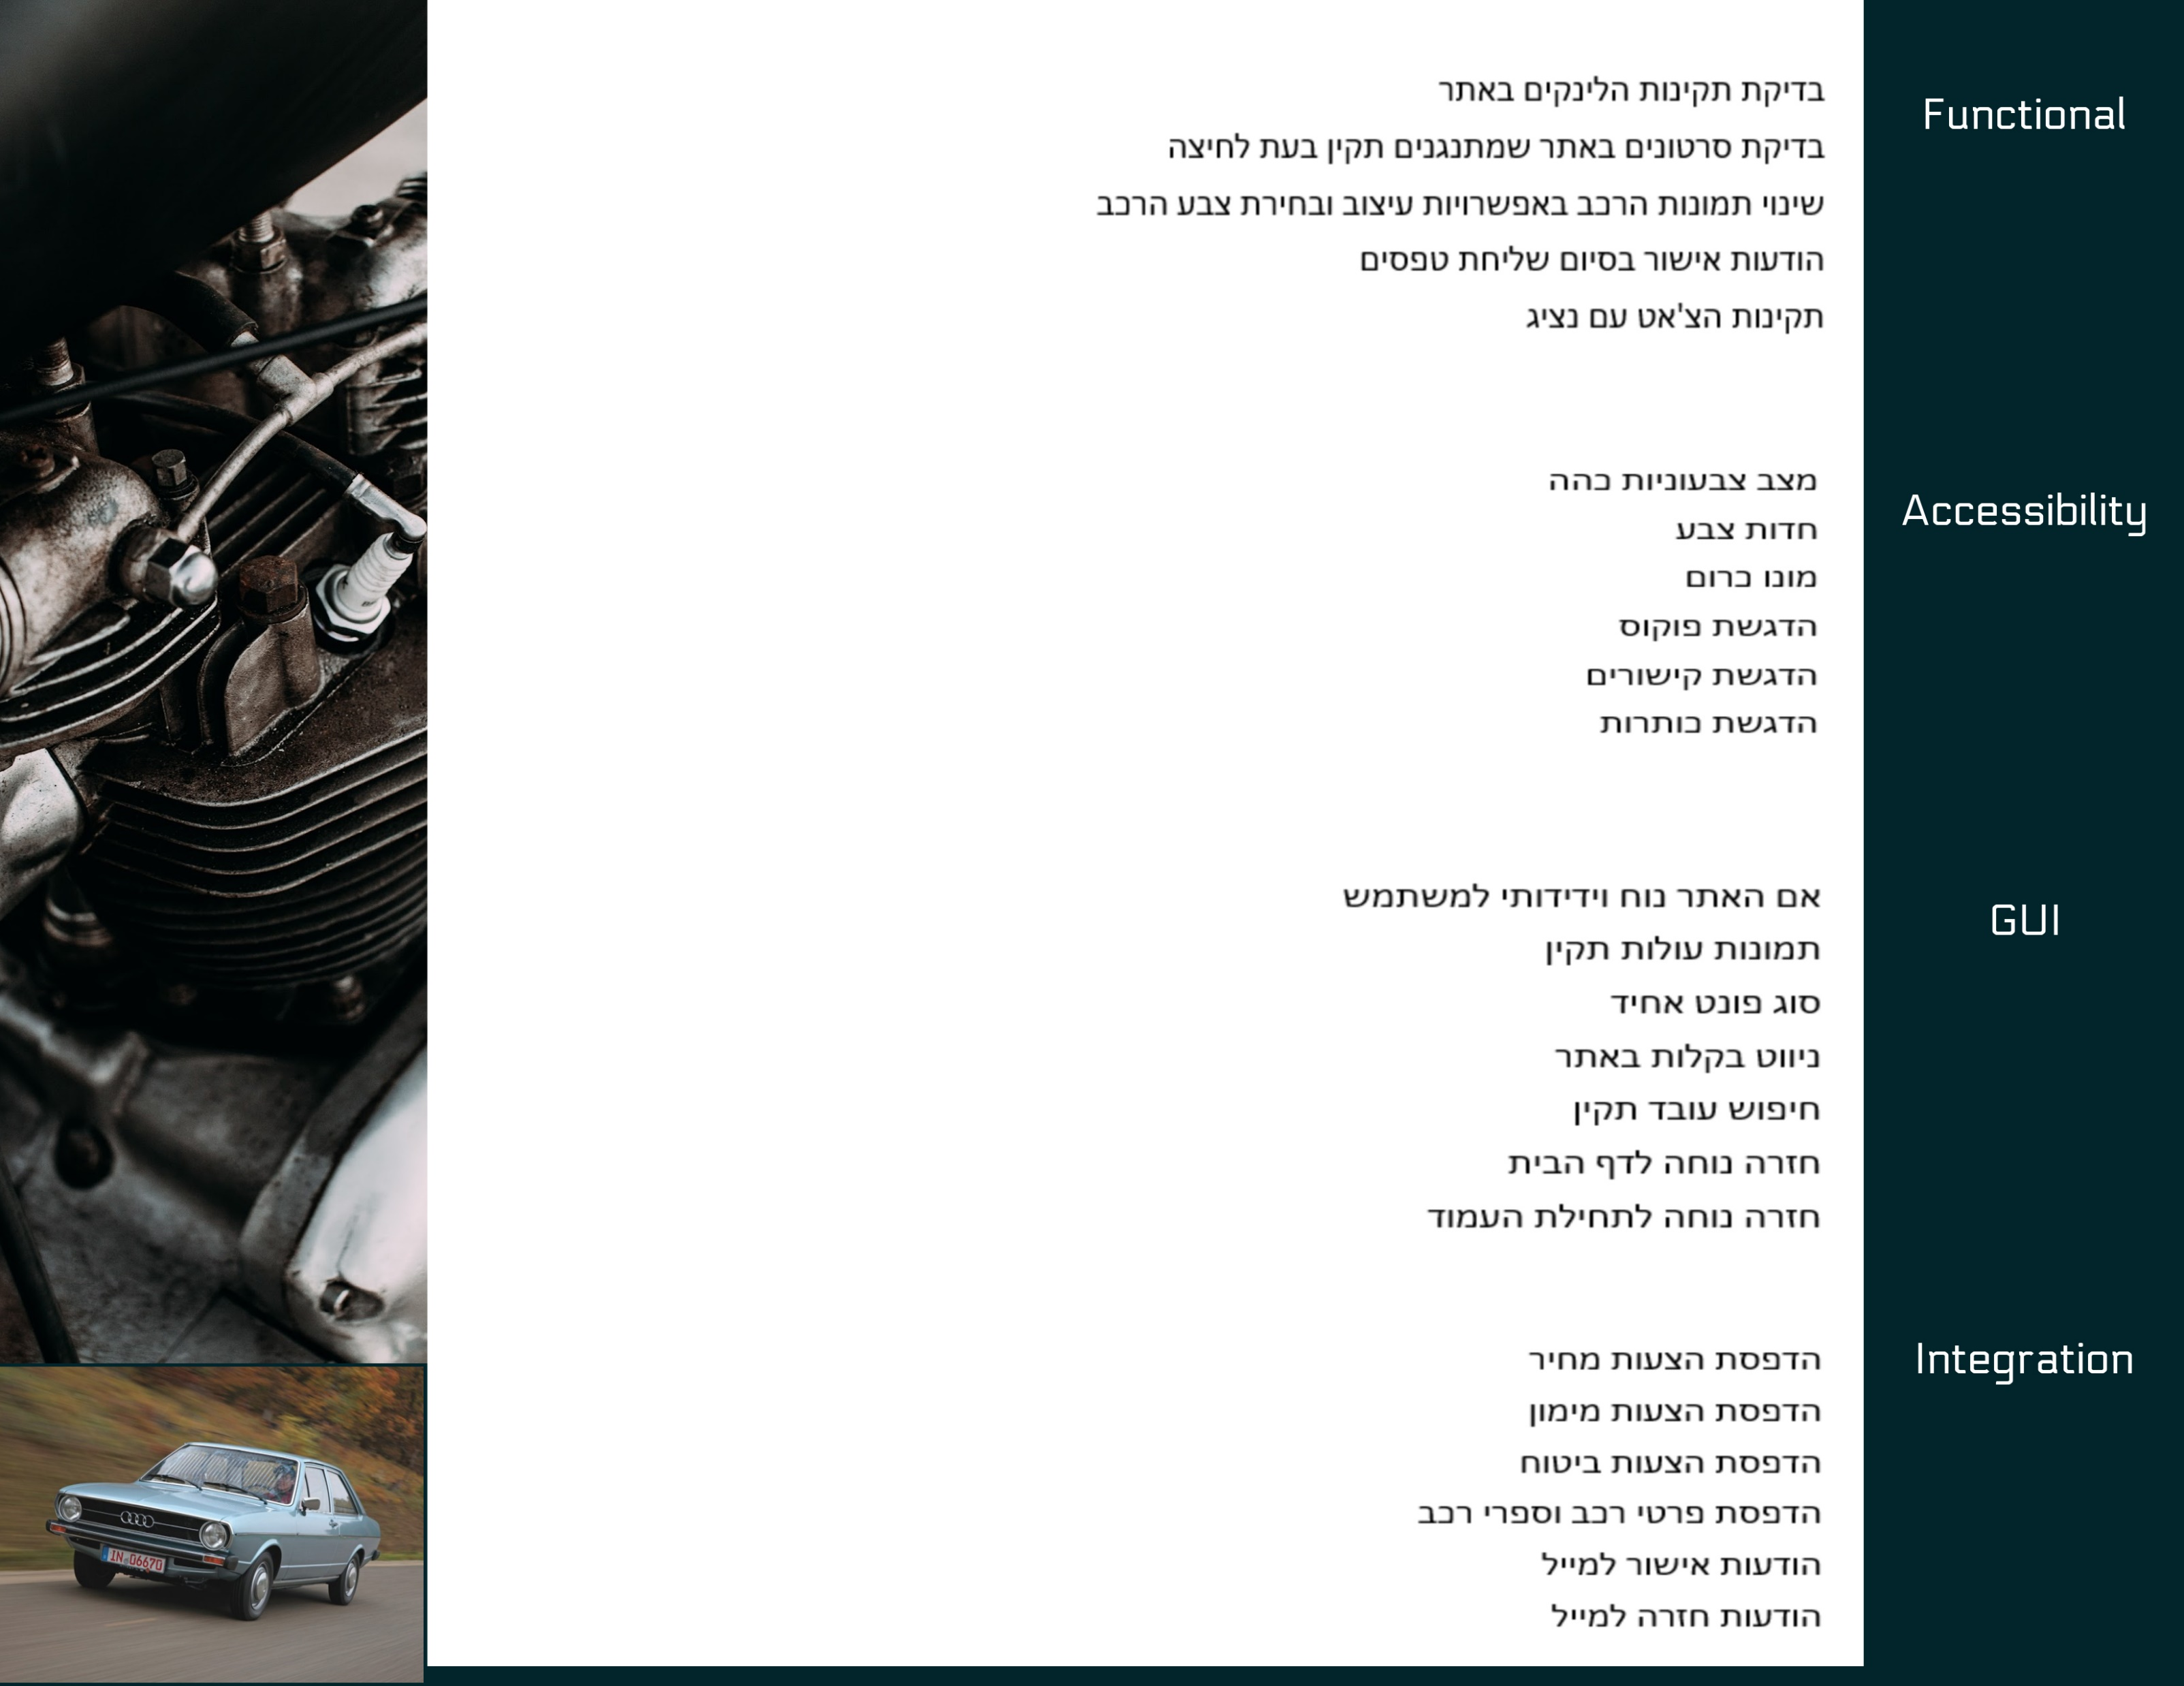 Functional
בדיקת תקינות הלינקים באתר
בדיקת סרטונים באתר שמתנגנים תקין בעת לחיצה
שינוי תמונות הרכב באפשרויות עיצוב ובחירת צבע הרכב
הודעות אישור בסיום שליחת טפסים
תקינות הצ'אט עם נציג
Accessibility
מצב צבעוניות כהה
חדות צבע
מונו כרום
הדגשת פוקוס
הדגשת קישורים
הדגשת כותרות
GUI
אם האתר נוח וידידותי למשתמש
תמונות עולות תקין
סוג פונט אחיד
ניווט בקלות באתר
חיפוש עובד תקין
חזרה נוחה לדף הבית
חזרה נוחה לתחילת העמוד
Integration
הדפסת הצעות מחיר
הדפסת הצעות מימון
הדפסת הצעות ביטוח
הדפסת פרטי רכב וספרי רכב
הודעות אישור למייל
הודעות חזרה למייל
IN 06670